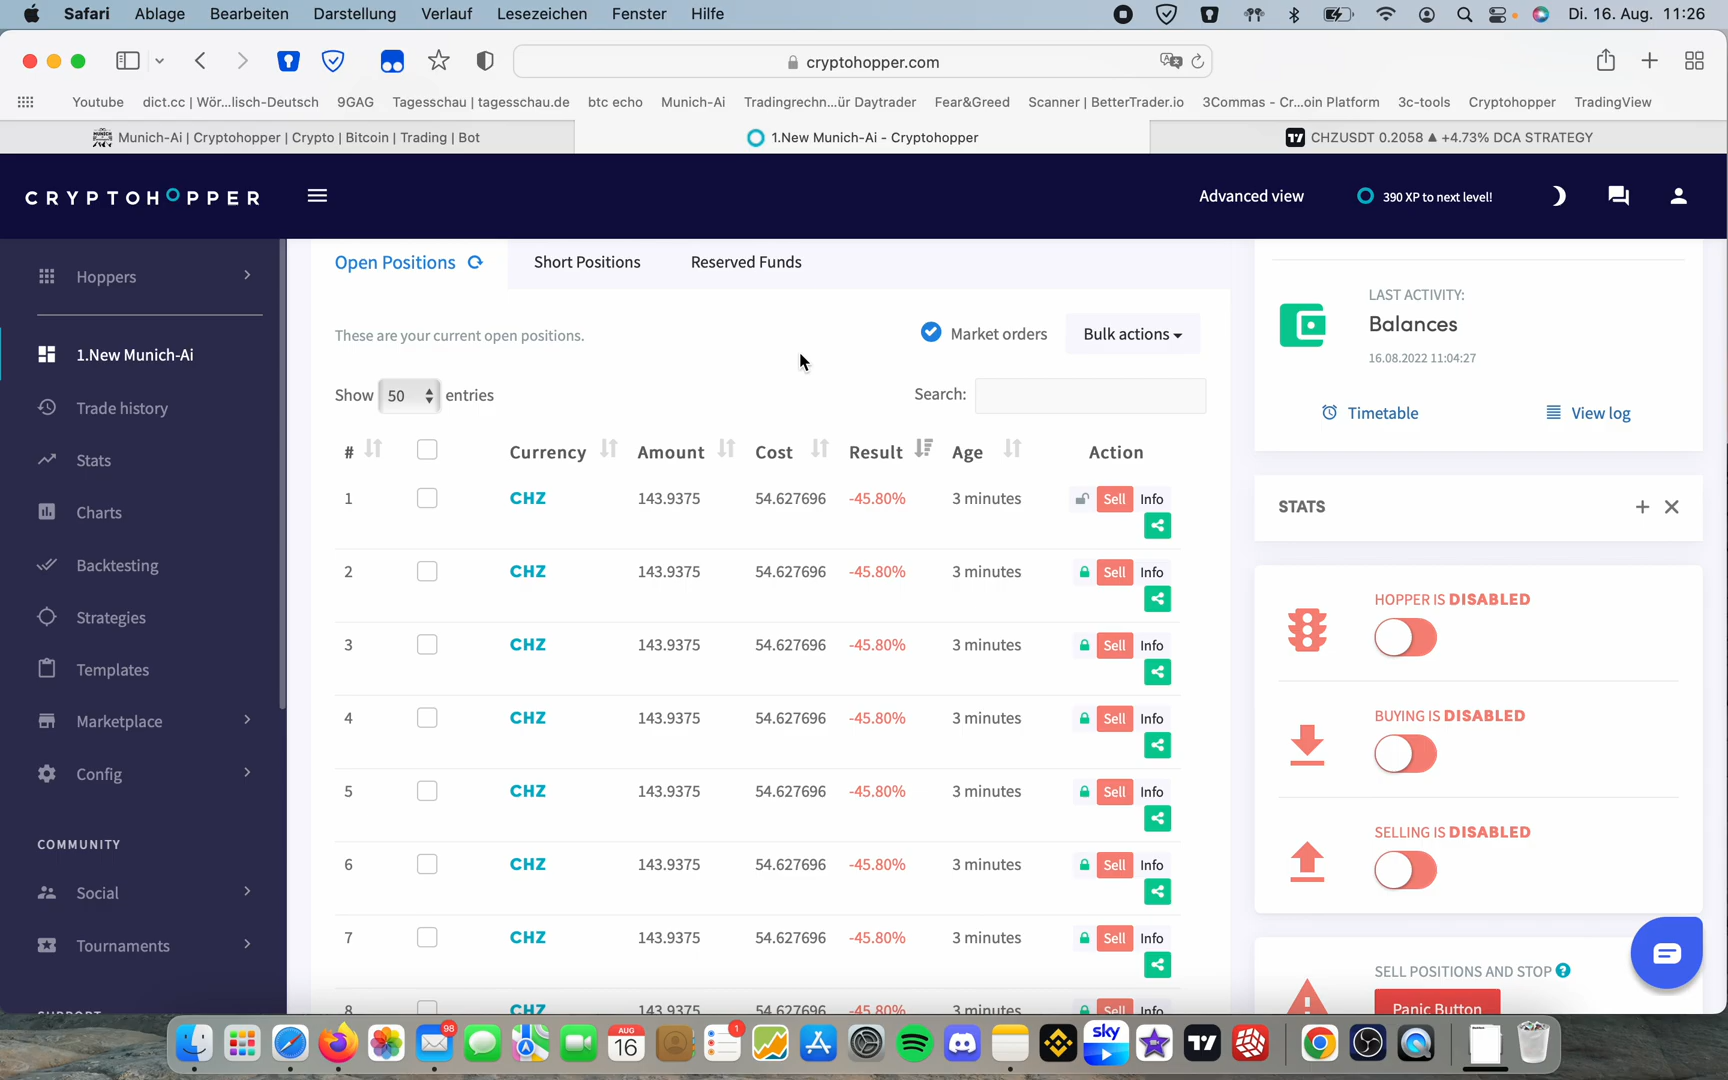 Safari Ablage Bearbeiten Darstellung Verlauf Lesezeichen Fenster Hilfe Di. 16. Aug. 11:26
cryptohopper.com
Youtube dict.cc | Wör...lisch-Deutsch 9GAG Tagesschau | tagesschau.de btc echo Munich-Ai Tradingrechn...ür Daytrader Fear&Greed Scanner | BetterTrader.io 3Commas - Cr...oin Platform 3c-tools Cryptohopper TradingView
Munich-Ai | Cryptohopper | Crypto | Bitcoin | Trading | Bot
1.New Munich-Ai - Cryptohopper
CHZUSDT 0.2058 ▲ +4.73% DCA STRATEGY
CRYPTOHOPPER
Advanced view
390 XP to next level!
Hoppers
1.New Munich-Ai
Trade history
Stats
Charts
Backtesting
Strategies
Templates
Marketplace
Config
COMMUNITY
Social
Tournaments
Open Positions Short Positions Reserved Funds
These are your current open positions.
Market orders
Bulk actions
Show 50 entries
Search:
# Currency Amount Cost Result Age Action
1 CHZ 143.9375 54.627696 -45.80% 3 minutes Sell Info
2 CHZ 143.9375 54.627696 -45.80% 3 minutes Sell Info
3 CHZ 143.9375 54.627696 -45.80% 3 minutes Sell Info
4 CHZ 143.9375 54.627696 -45.80% 3 minutes Sell Info
5 CHZ 143.9375 54.627696 -45.80% 3 minutes Sell Info
6 CHZ 143.9375 54.627696 -45.80% 3 minutes Sell Info
7 CHZ 143.9375 54.627696 -45.80% 3 minutes Sell Info
8 CHZ 143.9375 54.627696 -45.80% 3 minutes Sell Info
LAST ACTIVITY:
Balances
16.08.2022 11:04:27
Timetable
View log
STATS
HOPPER IS DISABLED
BUYING IS DISABLED
SELLING IS DISABLED
SELL POSITIONS AND STOP ?
Panic Button
98
AUG
16
1
sky